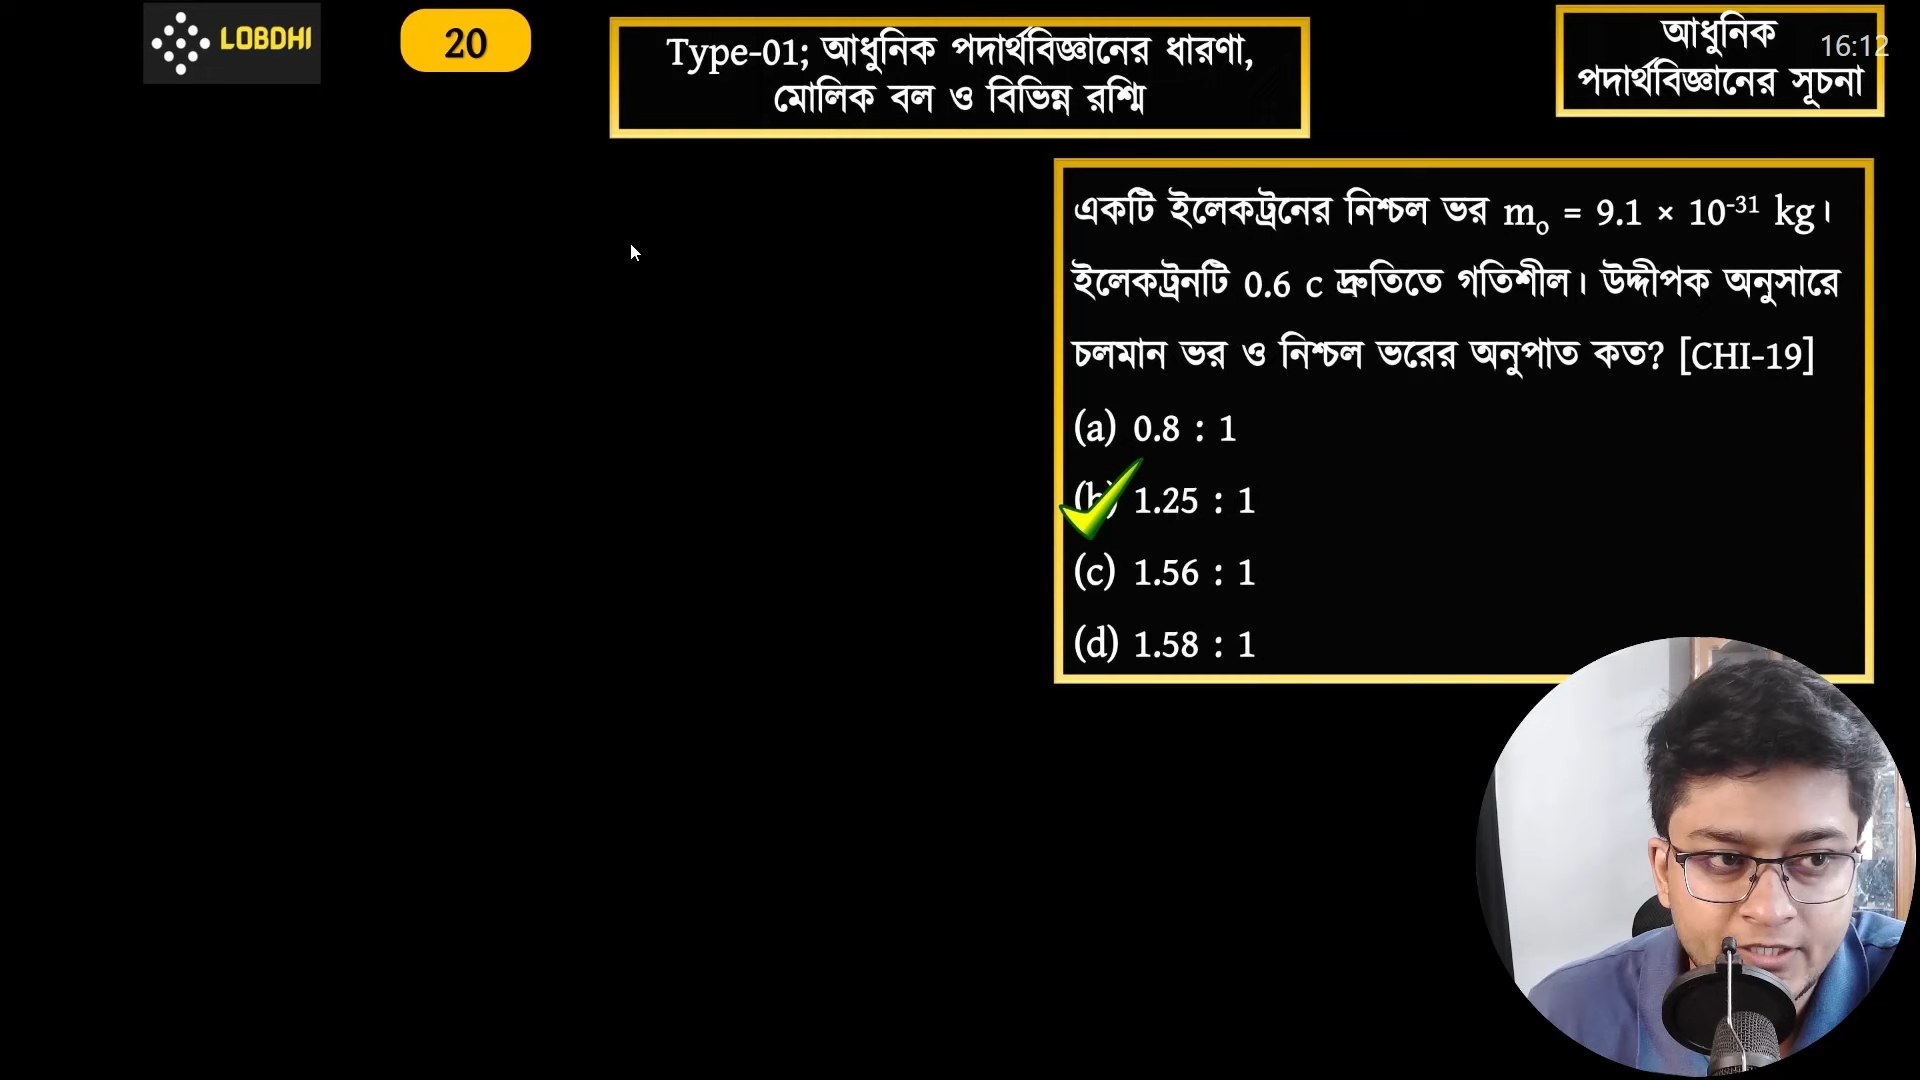 LOBDHI
20
Type-01; আধুনিক পদার্থবিজ্ঞানের ধারণা,
মোলিক বল ও বিভিন্ন রশ্মি
আধুনিক
16:12
পদার্থবিজ্ঞানের সূচনা
একটি ইলেকট্রনের নিশ্চল ভর mₒ = 9.1 × 10⁻³¹ kg।
ইলেকট্রনটি 0.6 c দ্রুতিতে গতিশীল। উদ্দীপক অনুসারে
চলমান ভর ও নিশ্চল ভরের অনুপাত কত? [CHI-19]
(a) 0.8 : 1
(b) 1.25 : 1
(c) 1.56 : 1
(d) 1.58 : 1